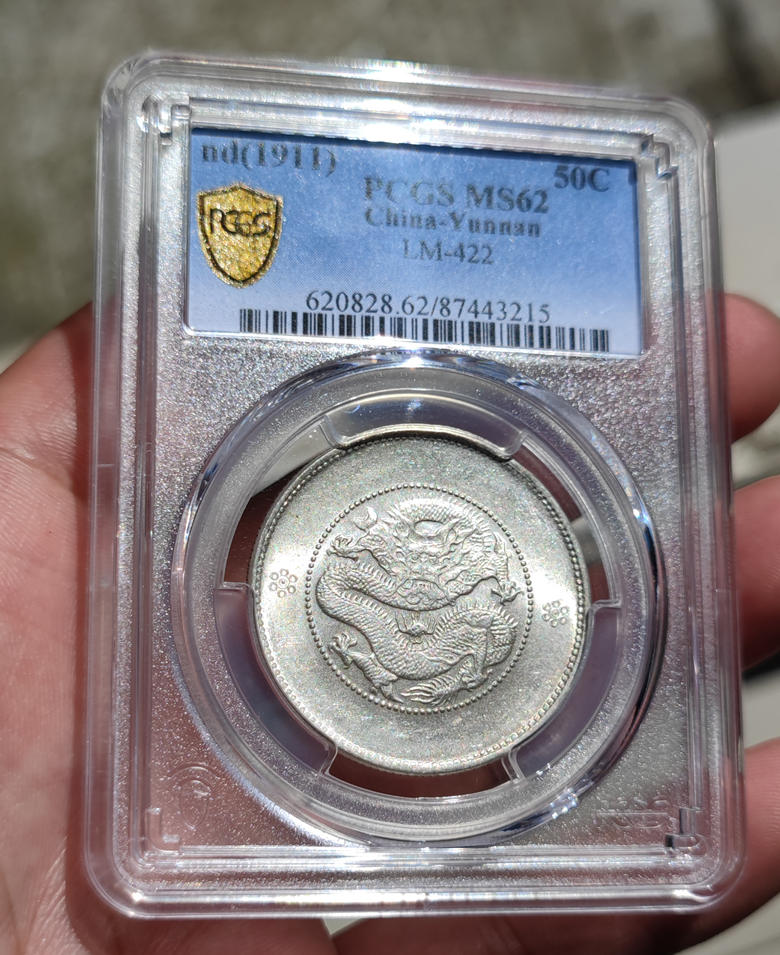 nd(1911)
50C
PCGS MS62
China-Yunnan
LM-422
PCGS
620828.62/87443215